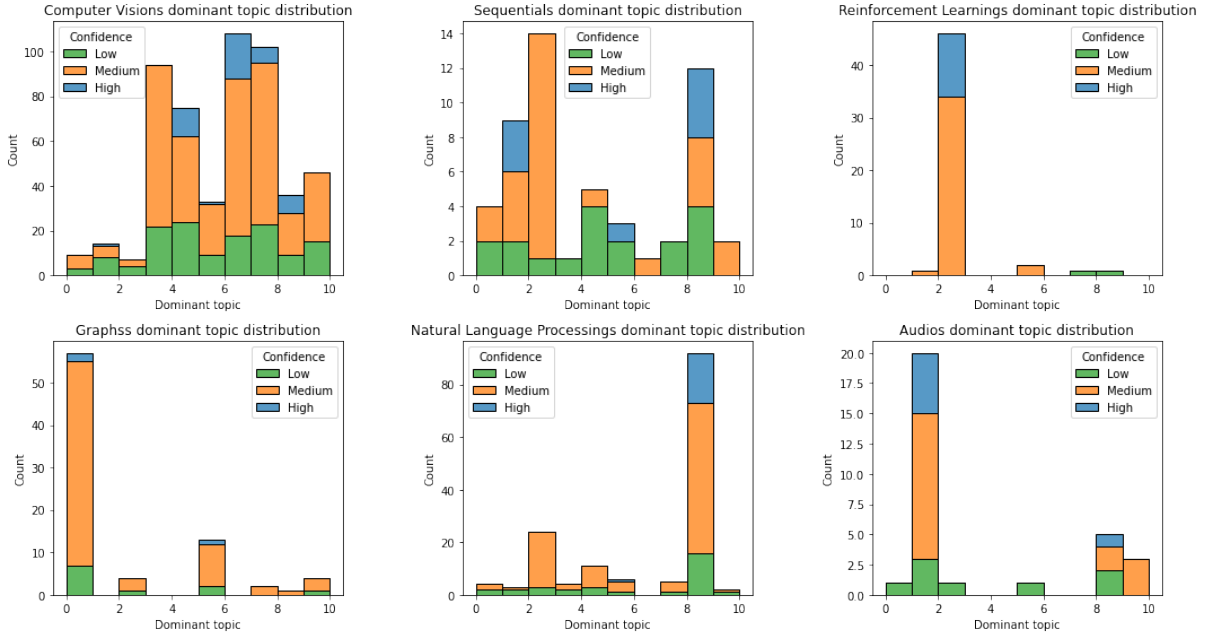 Computer Visions dominant topic distribution
Confidence
Low
Medium
High
Count
100
80
60
40
20
0
0 2 4 6 8 10
Dominant topic
Sequentials dominant topic distribution
Confidence
Low
Medium
High
Count
14
12
10
8
6
4
2
0
0 2 4 6 8 10
Dominant topic
Reinforcement Learnings dominant topic distribution
Confidence
Low
Medium
High
Count
40
30
20
10
0
0 2 4 6 8 10
Dominant topic
Graphss dominant topic distribution
Confidence
Low
Medium
High
Count
50
40
30
20
10
0
0 2 4 6 8 10
Dominant topic
Natural Language Processings dominant topic distribution
Confidence
Low
Medium
High
Count
80
60
40
20
0
0 2 4 6 8 10
Dominant topic
Audios dominant topic distribution
Confidence
Low
Medium
High
Count
20.0
17.5
15.0
12.5
10.0
7.5
5.0
2.5
0.0
0 2 4 6 8 10
Dominant topic